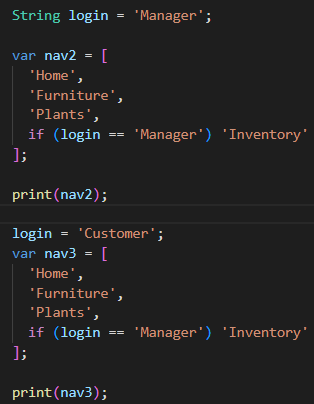 String login = 'Manager';
var nav2 = [
'Home',
'Furniture',
'Plants',
if (login == 'Manager') 'Inventory'
];
print(nav2);
login = 'Customer';
var nav3 = [
'Home',
'Furniture',
'Plants',
if (login == 'Manager') 'Inventory'
];
print(nav3);